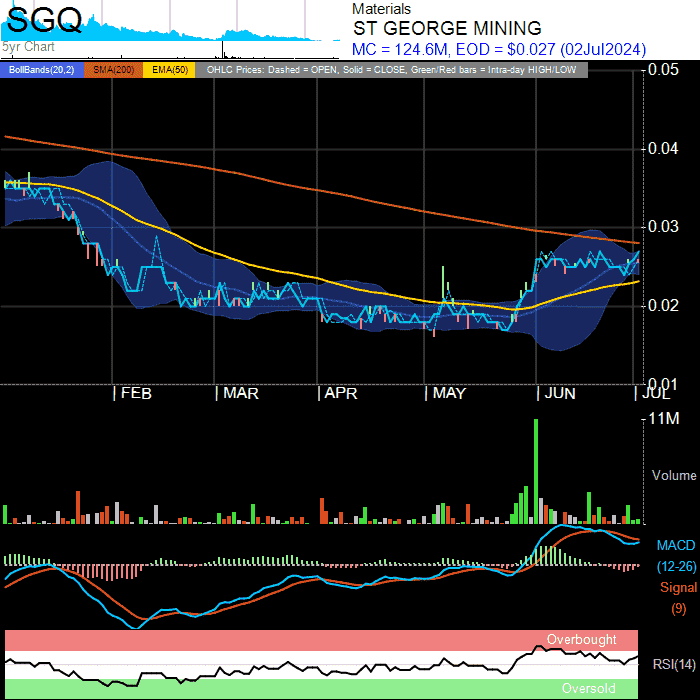 SGQ
5yr Chart
Materials
ST GEORGE MINING
MC = 124.6M, EOD = $0.027 (02Jul2024)
BollBands(20,2) SMA(200) EMA(50) OHLC Prices: Dashed = OPEN, Solid = CLOSE, Green/Red bars = Intra-day HIGH/LOW
0.05
0.04
0.03
0.02
0.01
| FEB | MAR | APR | MAY | JUN | JUL
11M
Volume
MACD
(12-26)
Signal
(9)
Overbought
RSI(14)
Oversold